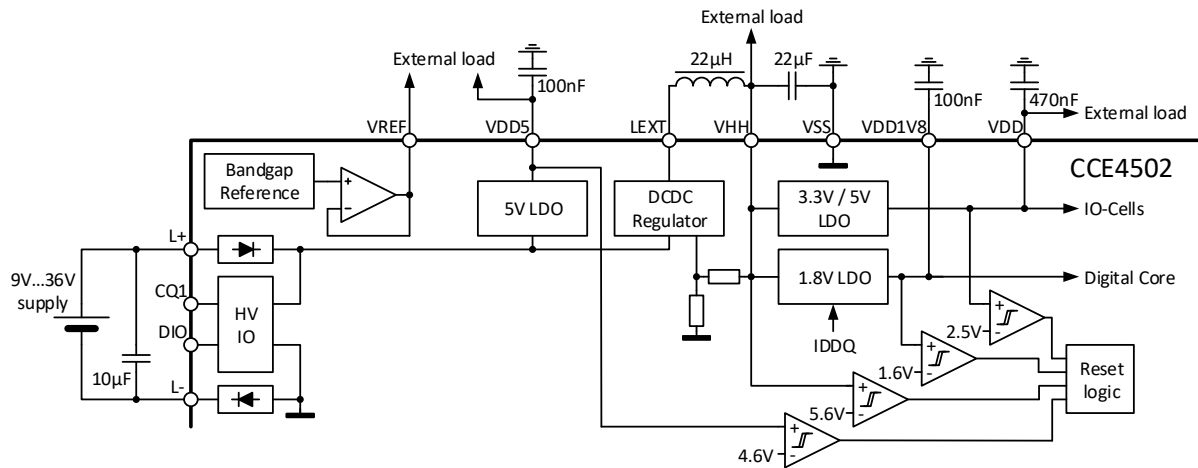 External load
External load
22µH
22µF
100nF
100nF
470nF
External load
VREF
VDD5
LEXT
VHH
VSS
VDD1V8
VDD
CCE4502
Bandgap
Reference
+
-
5V LDO
DCDC
Regulator
3.3V / 5V
LDO
IO-Cells
L+
9V...36V
supply
CQ1
HV
IO
DIO
1.8V LDO
Digital Core
IDDQ
10µF
L-
+
2.5V
-
+
1.6V
-
+
5.6V
-
+
4.6V
-
Reset
logic